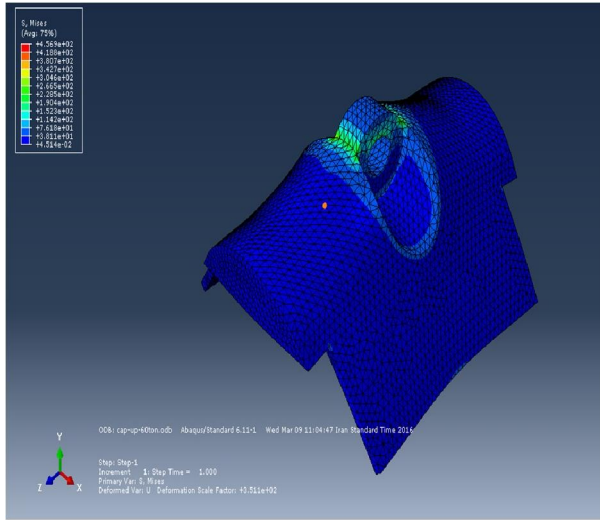 S, Mises
(Avg: 75%)
+4.569e+02
+4.188e+02
+3.807e+02
+3.427e+02
+3.046e+02
+2.665e+02
+2.285e+02
+1.904e+02
+1.523e+02
+1.142e+02
+7.618e+01
+3.811e+01
+4.514e-02
ODB: cap-up-60ton.odb Abaqus/Standard 6.11-1 Wed Mar 09 11:04:47 Iran Standard Time 2016
Y
Z X
Step: Step-1
Increment 1: Step Time = 1.000
Primary Var: S, Mises
Deformed Var: U Deformation Scale Factor: +3.511e+02